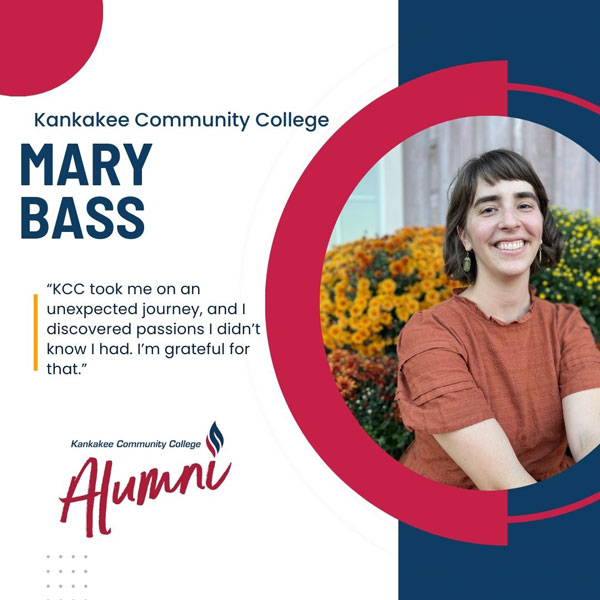 Kankakee Community College
MARY
BASS
“KCC took me on an
unexpected journey, and I
discovered passions I didn’t
know I had. I’m grateful for
that.”
Kankakee Community College
Alumni